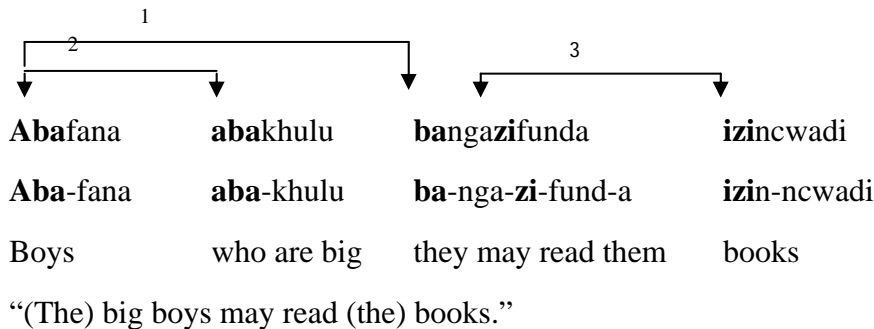 1
2
3
Abafana abakhulu bangazifunda izincwadi
Aba-fana aba-khulu ba-nga-zi-fund-a izin-ncwadi
Boys who are big they may read them books
“(The) big boys may read (the) books.”